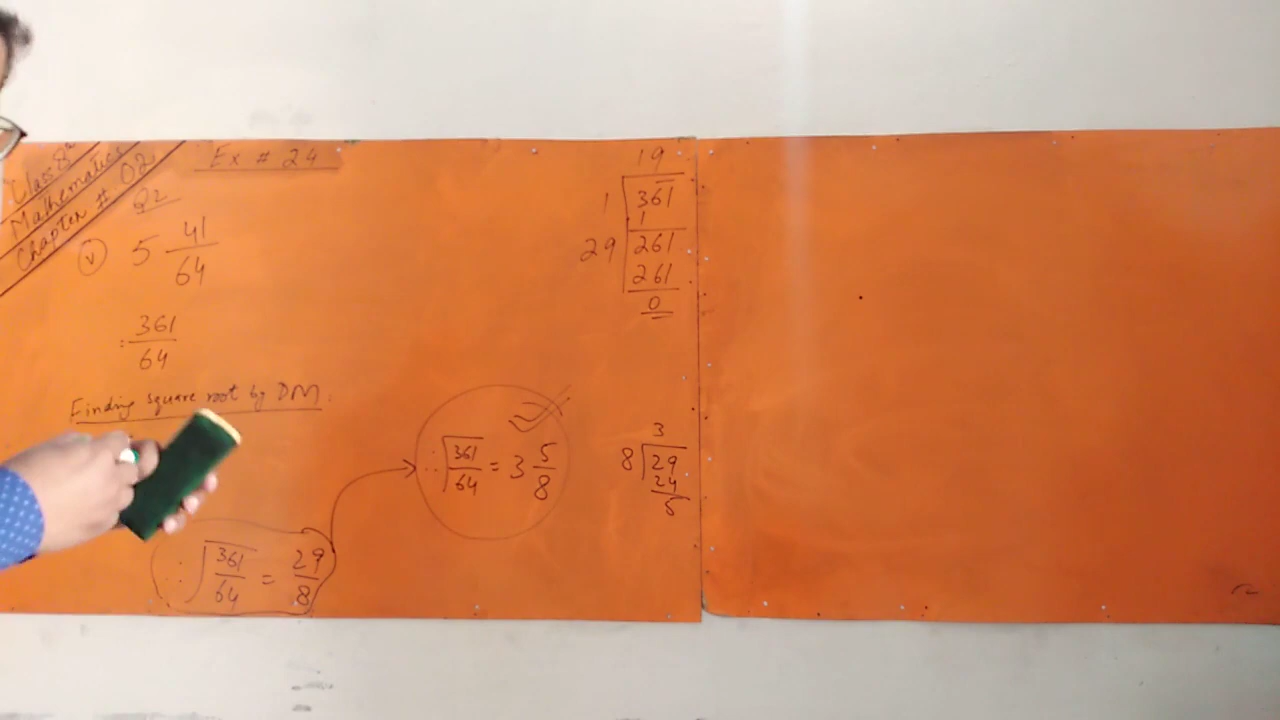 Class 8th
Mathematics
Chapter # 02
Ex # 24
Q2
(v) 5 41/64
= 361/64
Finding square root by DM:
∴ √361/64 = 29/8
∴ √361/64 = 3 5/8
19
1 361
1
29 261
261
0
3
8 29
24
5